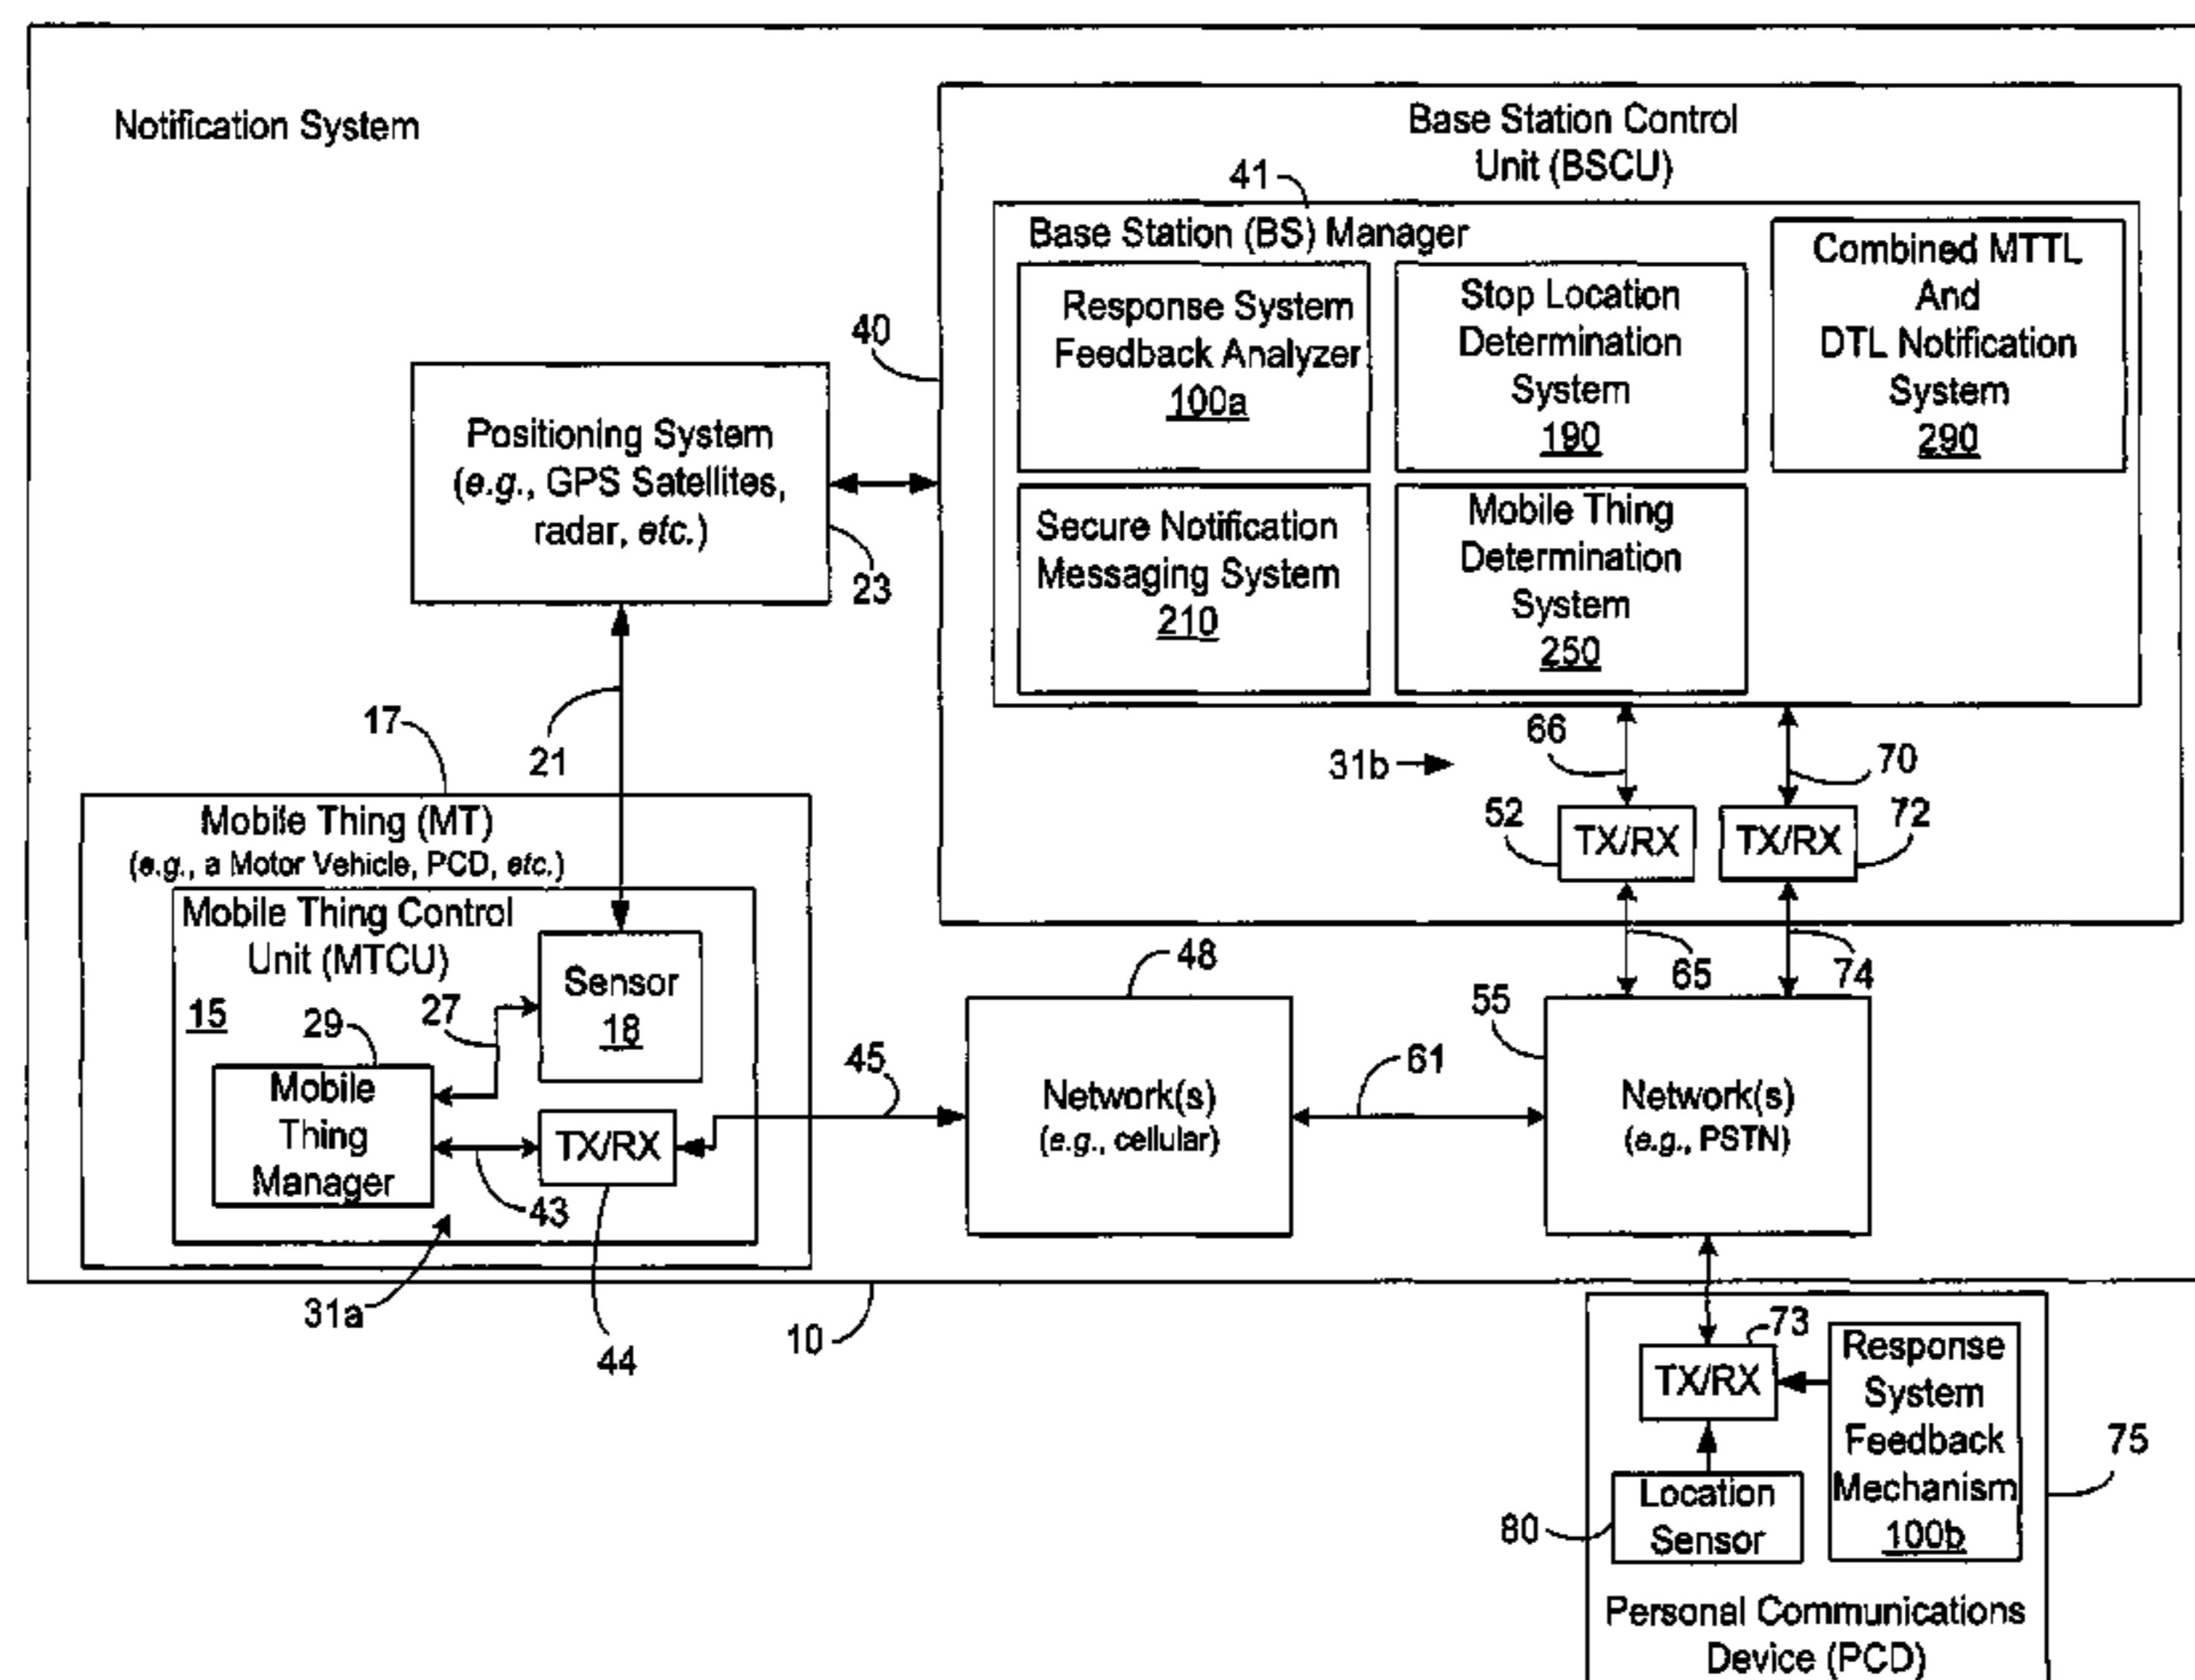 Notification System
Base Station Control
Unit (BSCU)
41
Base Station (BS) Manager
Response System
Feedback Analyzer
100a
Stop Location
Determination
System
190
Combined MTTL
And
DTL Notification
System
290
Secure Notification
Messaging System
210
Mobile Thing
Determination
System
250
40
Positioning System
(e.g., GPS Satellites,
radar, etc.)
23
21
17
66
31b
70
52
TX/RX
TX/RX
72
65
74
Mobile Thing (MT)
(e.g., a Motor Vehicle, PCD, etc.)
Mobile Thing Control
Unit (MTCU)
15
Sensor
18
27
29
Mobile
Thing
Manager
43
TX/RX
44
31a
45
48
Network(s)
(e.g., cellular)
61
55
Network(s)
(e.g., PSTN)
10
73
TX/RX
Response
System
Feedback
Mechanism
100b
75
80
Location
Sensor
Personal Communications
Device (PCD)